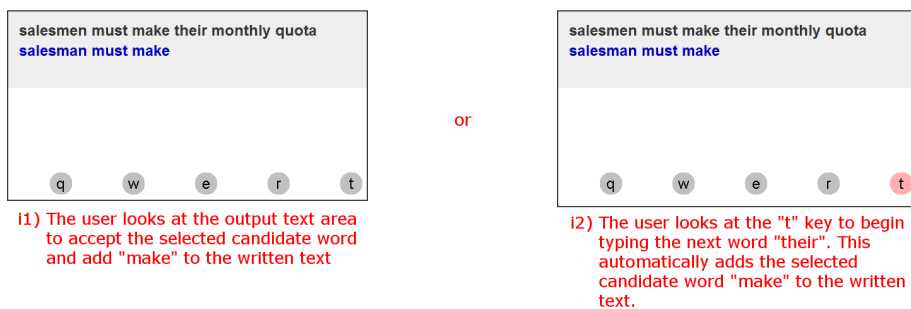 salesmen must make their monthly quota
salesman must make
q w e r t
i1) The user looks at the output text area
to accept the selected candidate word
and add "make" to the written text
or
salesmen must make their monthly quota
salesman must make
q w e r t
i2) The user looks at the "t" key to begin
typing the next word "their". This
automatically adds the selected
candidate word "make" to the written
text.